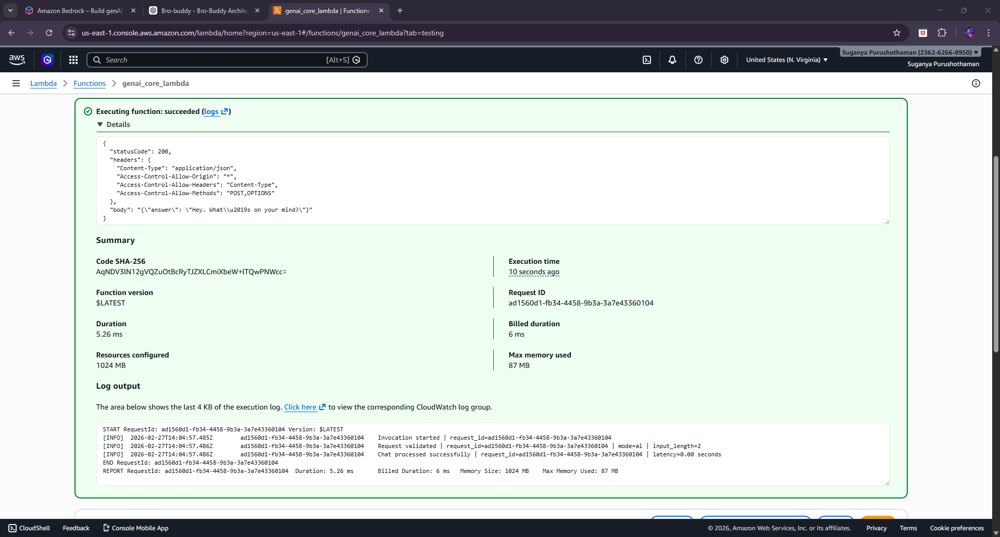 Amazon Bedrock – Build genAI
Bro-buddy - Bro-Buddy Archite
genai_core_lambda | Functions
us-east-1.console.aws.amazon.com/lambda/home?region=us-east-1#/functions/genai_core_lambda?tab=testing
aws
Search
[Alt+S]
United States (N. Virginia)
Suganya Purushothaman (2362-6266-8950)
Suganya Purushothaman
Lambda
Functions
genai_core_lambda
Executing function: succeeded (logs)
Details
{
"statusCode": 200,
"headers": {
"Content-Type": "application/json",
"Access-Control-Allow-Origin": "*",
"Access-Control-Allow-Headers": "Content-Type",
"Access-Control-Allow-Methods": "POST,OPTIONS"
},
"body": "{\"answer\": \"Hey. What\\u2019s on your mind?\"}"
}
Summary
Code SHA-256
AqNDV3lN12gVQZuOtBcRyTJZXLCmiXbeW+lTQwPNWcc=
Execution time
10 seconds ago
Function version
$LATEST
Request ID
ad1560d1-fb34-4458-9b3a-3a7e43360104
Duration
5.26 ms
Billed duration
6 ms
Resources configured
1024 MB
Max memory used
87 MB
Log output
The area below shows the last 4 KB of the execution log. Click here to view the corresponding CloudWatch log group.
START RequestId: ad1560d1-fb34-4458-9b3a-3a7e43360104 Version: $LATEST
[INFO] 2026-02-27T14:04:57.485Z ad1560d1-fb34-4458-9b3a-3a7e43360104 Invocation started | request_id=ad1560d1-fb34-4458-9b3a-3a7e43360104
[INFO] 2026-02-27T14:04:57.486Z ad1560d1-fb34-4458-9b3a-3a7e43360104 Request validated | request_id=ad1560d1-fb34-4458-9b3a-3a7e43360104 | mode=ai | input_length=2
[INFO] 2026-02-27T14:04:57.486Z ad1560d1-fb34-4458-9b3a-3a7e43360104 Chat processed successfully | request_id=ad1560d1-fb34-4458-9b3a-3a7e43360104 | latency=0.00 seconds
END RequestId: ad1560d1-fb34-4458-9b3a-3a7e43360104
REPORT RequestId: ad1560d1-fb34-4458-9b3a-3a7e43360104 Duration: 5.26 ms Billed Duration: 6 ms Memory Size: 1024 MB Max Memory Used: 87 MB
CloudShell
Feedback
Console Mobile App
© 2026, Amazon Web Services, Inc. or its affiliates.
Privacy
Terms
Cookie preferences